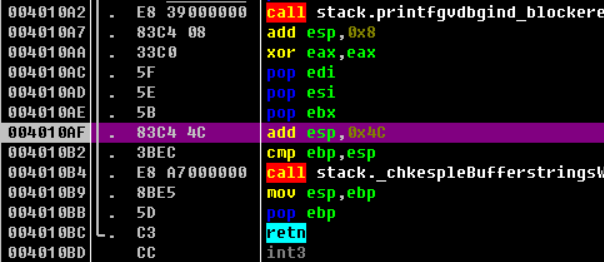 004010A2 . E8 39000000 call stack.printfgvdbgind_blockere
004010A7 . 83C4 08 add esp,0x8
004010AA . 33C0 xor eax,eax
004010AC . 5F pop edi
004010AD . 5E pop esi
004010AE . 5B pop ebx
004010AF . 83C4 4C add esp,0x4C
004010B2 . 3BEC cmp ebp,esp
004010B4 . E8 A7000000 call stack._chkespleBufferstringsW
004010B9 . 8BE5 mov esp,ebp
004010BB . 5D pop ebp
004010BC . C3 retn
004010BD CC int3